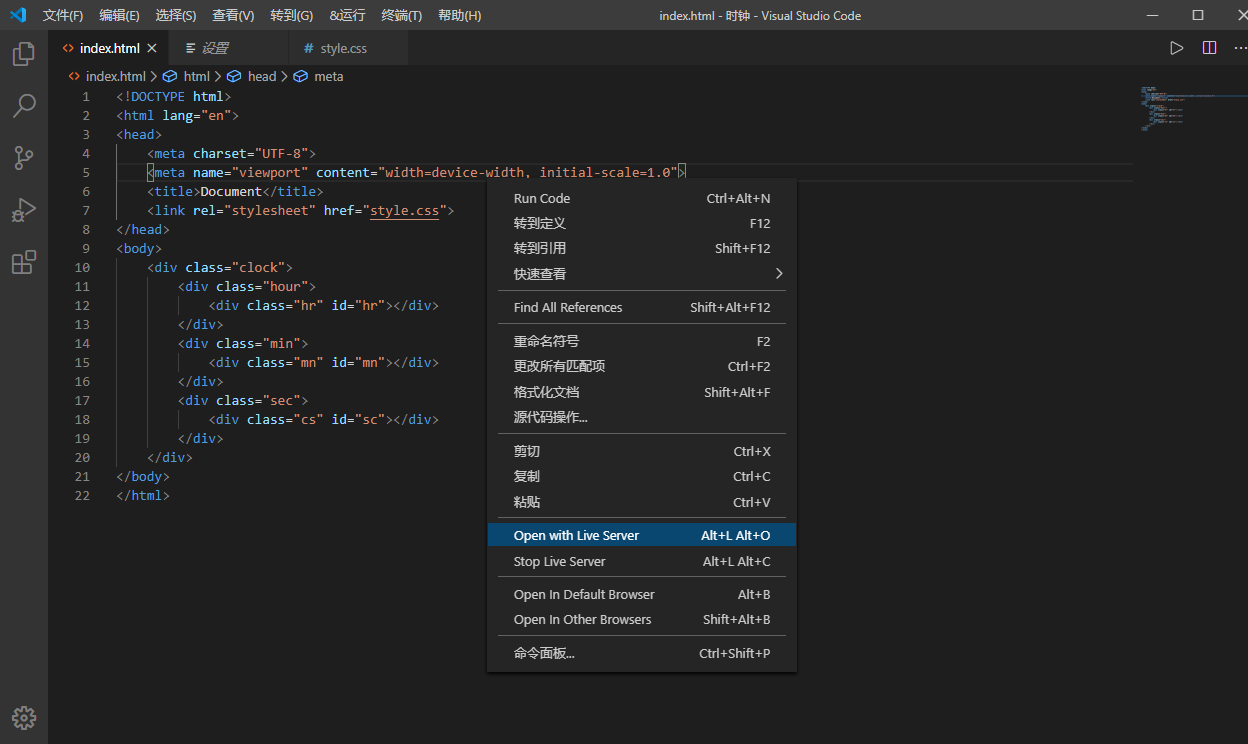 文件(F) 编辑(E) 选择(S) 查看(V) 转到(G) &运行 终端(T) 帮助(H) index.html - 时钟 - Visual Studio Code
index.html 设置 style.css
index.html > html > head > meta
1 <!DOCTYPE html>
2 <html lang="en">
3 <head>
4 <meta charset="UTF-8">
5 <meta name="viewport" content="width=device-width, initial-scale=1.0">
6 <title>Document</title>
7 <link rel="stylesheet" href="style.css">
8 </head>
9 <body>
10 <div class="clock">
11 <div class="hour">
12 <div class="hr" id="hr"></div>
13 </div>
14 <div class="min">
15 <div class="mn" id="mn"></div>
16 </div>
17 <div class="sec">
18 <div class="cs" id="sc"></div>
19 </div>
20 </div>
21 </body>
22 </html>
Run Code Ctrl+Alt+N
转到定义 F12
转到引用 Shift+F12
快速查看
Find All References Shift+Alt+F12
重命名符号 F2
更改所有匹配项 Ctrl+F2
格式化文档 Shift+Alt+F
源代码操作...
剪切 Ctrl+X
复制 Ctrl+C
粘贴 Ctrl+V
Open with Live Server Alt+L Alt+O
Stop Live Server Alt+L Alt+C
Open In Default Browser Alt+B
Open In Other Browsers Shift+Alt+B
命令面板... Ctrl+Shift+P